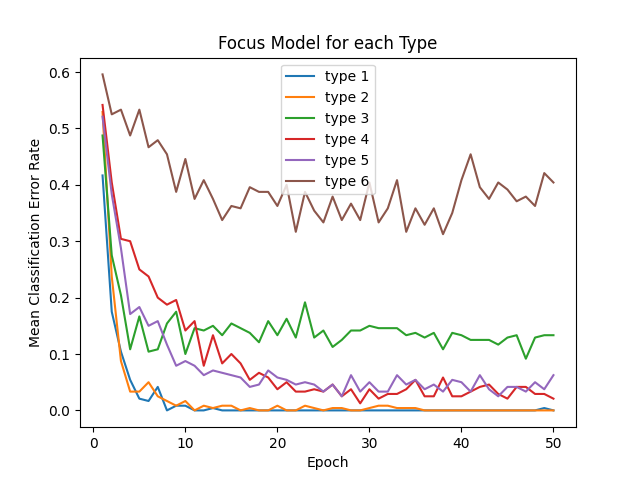 Focus Model for each Type
type 1
type 2
type 3
type 4
type 5
type 6
Mean Classification Error Rate
0.6
0.5
0.4
0.3
0.2
0.1
0.0
0 10 20 30 40 50
Epoch